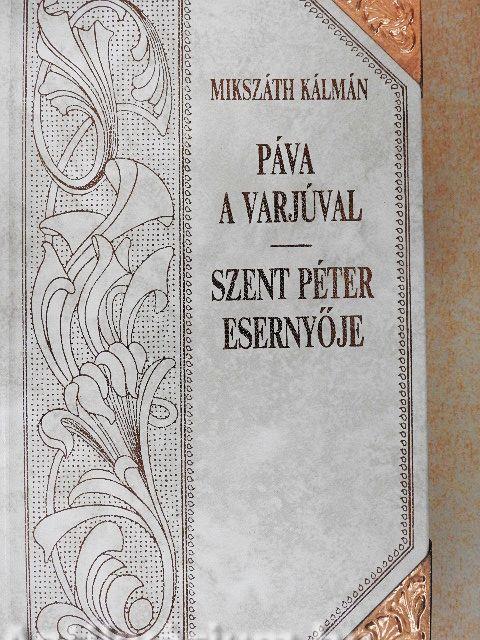 MIKSZÁTH KÁLMÁN
PÁVA
A VARJÚVAL
SZENT PÉTER
ESERNYŐJE